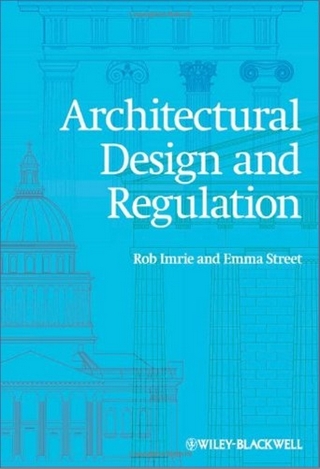 Architectural
Design and
Regulation
Rob Imrie and Emma Street
WILEY-BLACKWELL